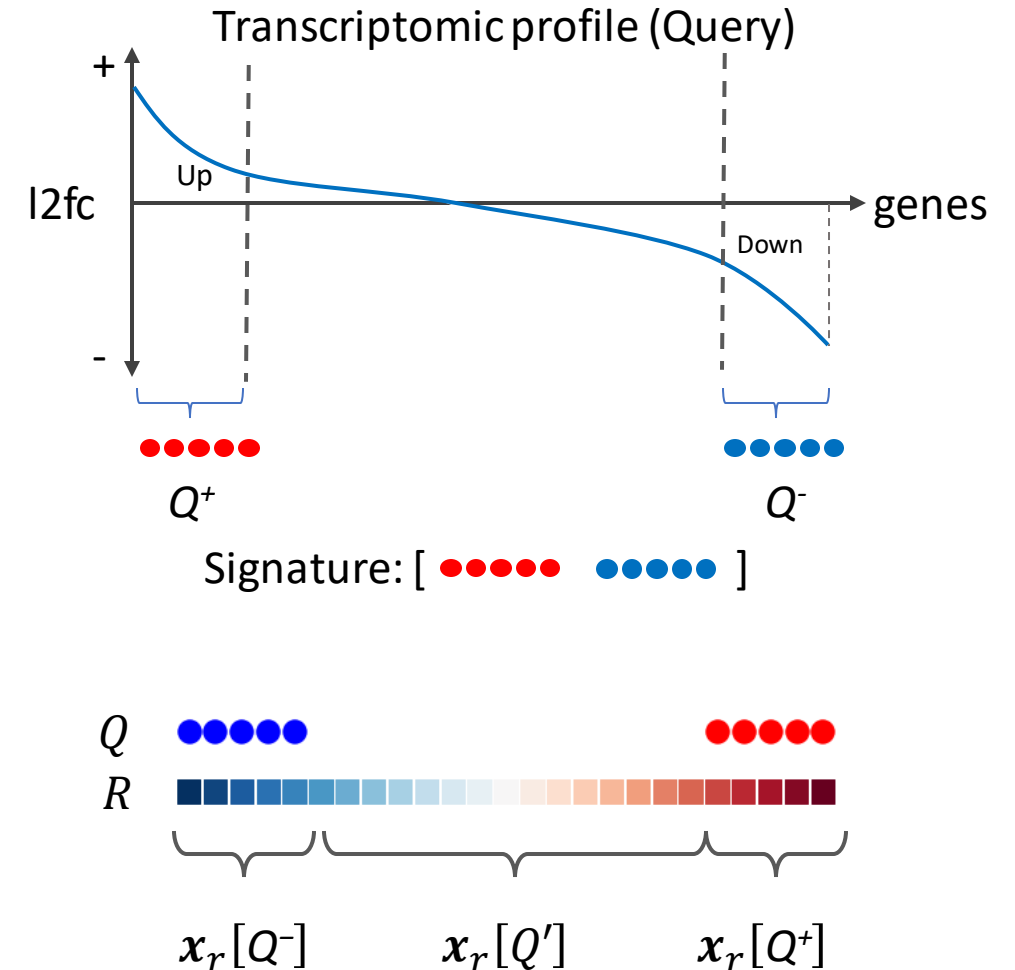 Transcriptomic profile (Query)
+
Up
l2fc
genes
Down
-
Q⁺
Q⁻
Signature: [ ]
Q
R
𝒙ᵣ[Q⁻]
𝒙ᵣ[Q′]
𝒙ᵣ[Q⁺]